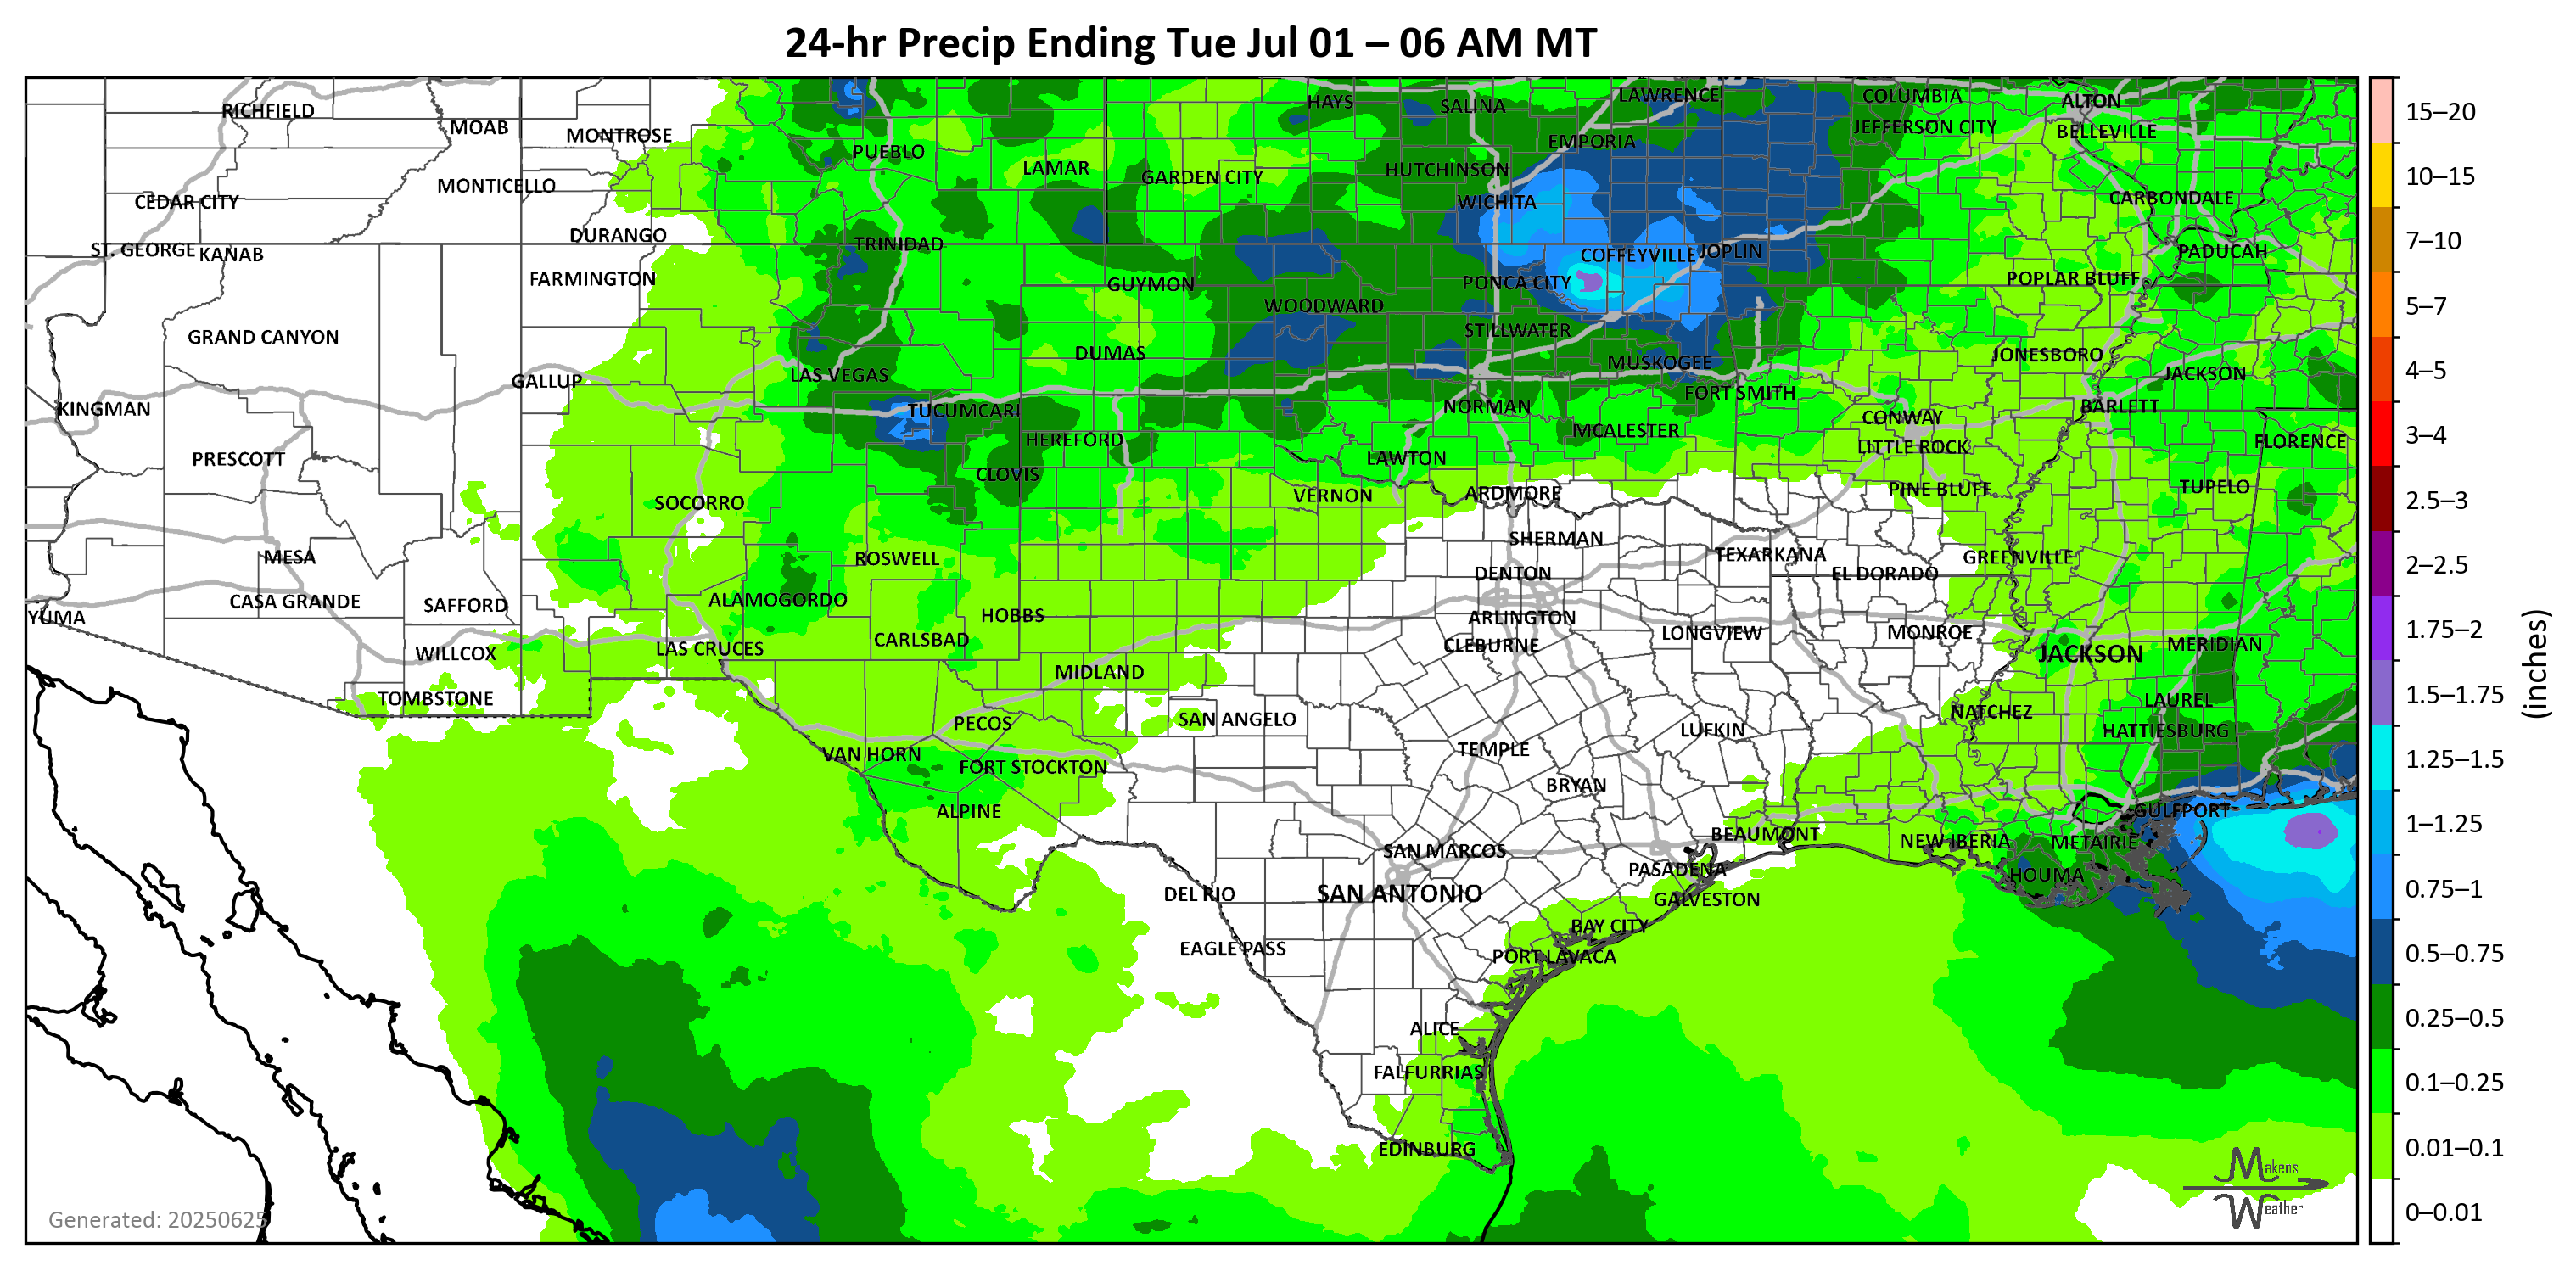 24-hr Precip Ending Tue Jul 01 – 06 AM MT
RICHFIELD
MOAB
MONTROSE
PUEBLO
LAMAR
GARDEN CITY
HAYS
SALINA
LAWRENCE
COLUMBIA
ALTON
EMPORIA
JEFFERSON CITY
BELLEVILLE
HUTCHINSON
CEDAR CITY
MONTICELLO
WICHITA
CARBONDALE
DURANGO
TRINIDAD
ST. GEORGE
KANAB
COFFEYVILLE
JOPLIN
PADUCAH
FARMINGTON
GUYMON
PONCA CITY
POPLAR BLUFF
WOODWARD
GRAND CANYON
STILLWATER
DUMAS
JONESBORO
MUSKOGEE
GALLUP
LAS VEGAS
JACKSON
FORT SMITH
KINGMAN
TUCUMCARI
NORMAN
BARLETT
CONWAY
HEREFORD
MCALESTER
LITTLE ROCK
FLORENCE
PRESCOTT
CLOVIS
LAWTON
SOCORRO
VERNON
ARDMORE
PINE BLUFF
TUPELO
SHERMAN
MESA
ROSWELL
TEXARKANA
GREENVILLE
DENTON
EL DORADO
CASA GRANDE
SAFFORD
ALAMOGORDO
HOBBS
YUMA
ARLINGTON
CARLSBAD
CLEBURNE
LONGVIEW
MONROE
WILLCOX
LAS CRUCES
JACKSON
MERIDIAN
MIDLAND
TOMBSTONE
LAUREL
PECOS
SAN ANGELO
NATCHEZ
LUFKIN
HATTIESBURG
VAN HORN
TEMPLE
FORT STOCKTON
BRYAN
ALPINE
GULFPORT
BEAUMONT
NEW IBERIA
METAIRIE
SAN MARCOS
PASADENA
HOUMA
DEL RIO
SAN ANTONIO
GALVESTON
BAY CITY
EAGLE PASS
PORT LAVACA
ALICE
FALFURRIAS
EDINBURG
Generated: 20250625
Makens
Weather
15–20
10–15
7–10
5–7
4–5
3–4
2.5–3
2–2.5
1.75–2
1.5–1.75
1.25–1.5
1–1.25
0.75–1
0.5–0.75
0.25–0.5
0.1–0.25
0.01–0.1
0–0.01
(inches)